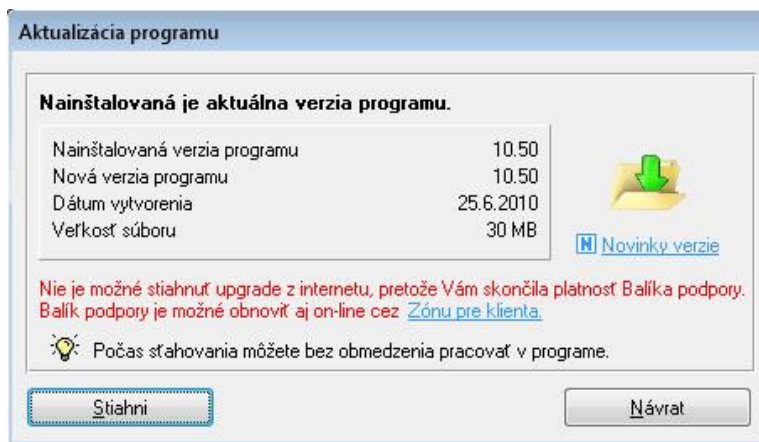 Aktualizácia programu
Nainštalovaná je aktuálna verzia programu.
Nainštalovaná verzia programu 10.50
Nová verzia programu 10.50
Dátum vytvorenia 25.6.2010
Veľkosť súboru 30 MB
N Novinky verzie
Nie je možné stiahnuť upgrade z internetu, pretože Vám skončila platnosť Balíka podpory.
Balík podpory je možné obnoviť aj on-line cez Zónu pre klienta.
Počas sťahovania môžete bez obmedzenia pracovať v programe.
Stiahni
Návrat